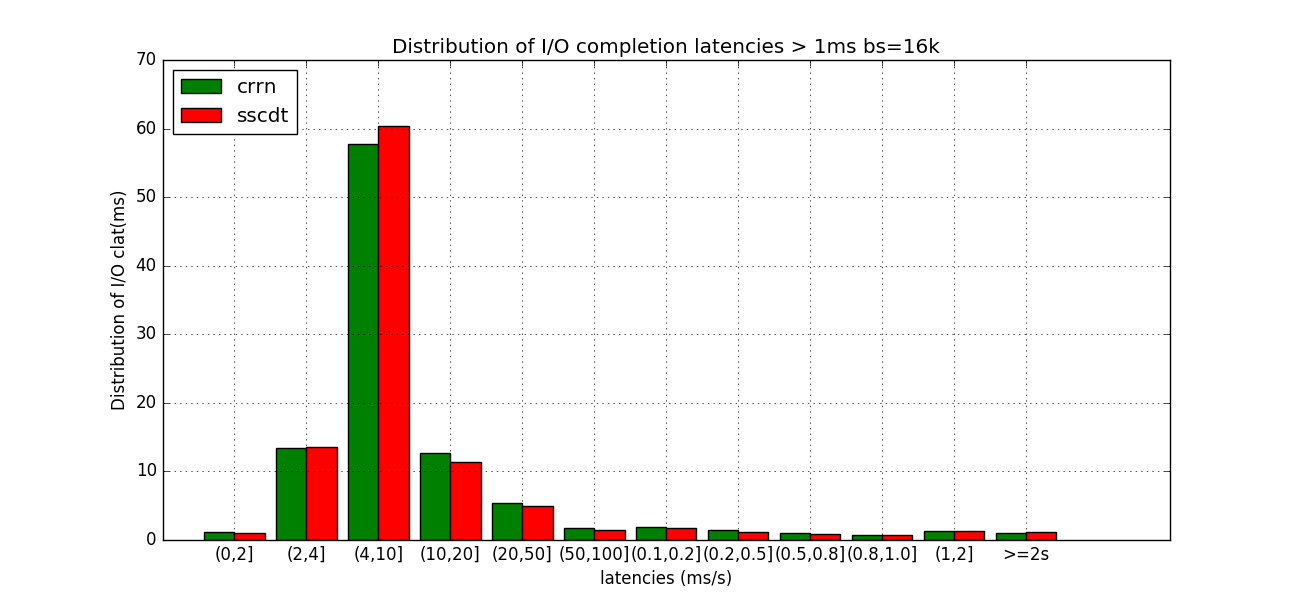 Distribution of I/O completion latencies > 1ms bs=16k
70
60
50
40
30
20
10
0
crrn
sscdt
Distribution of I/O clat(ms)
(0,2] (2,4] (4,10] (10,20] (20,50] (50,100] (0.1,0.2] (0.2,0.5] (0.5,0.8] (0.8,1.0] (1,2] >=2s
latencies (ms/s)